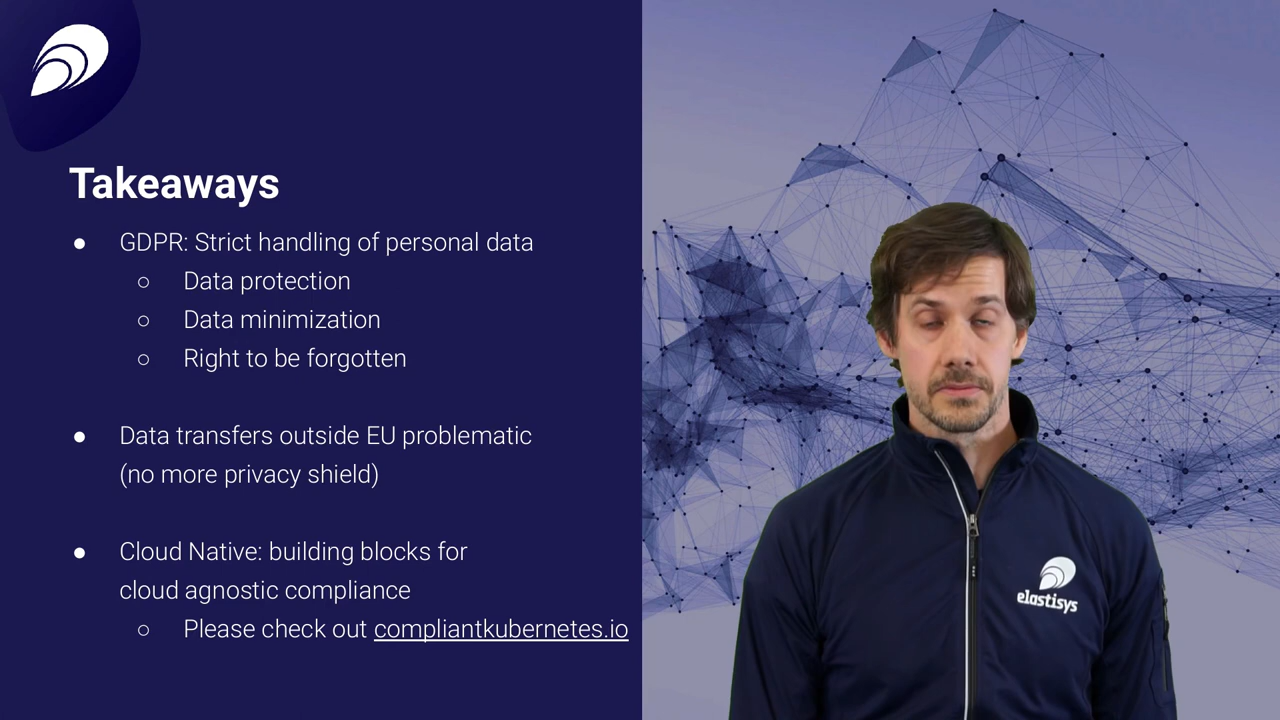 Takeaways
● GDPR: Strict handling of personal data
○ Data protection
○ Data minimization
○ Right to be forgotten
● Data transfers outside EU problematic
(no more privacy shield)
● Cloud Native: building blocks for
cloud agnostic compliance
○ Please check out compliantkubernetes.io
elastisys